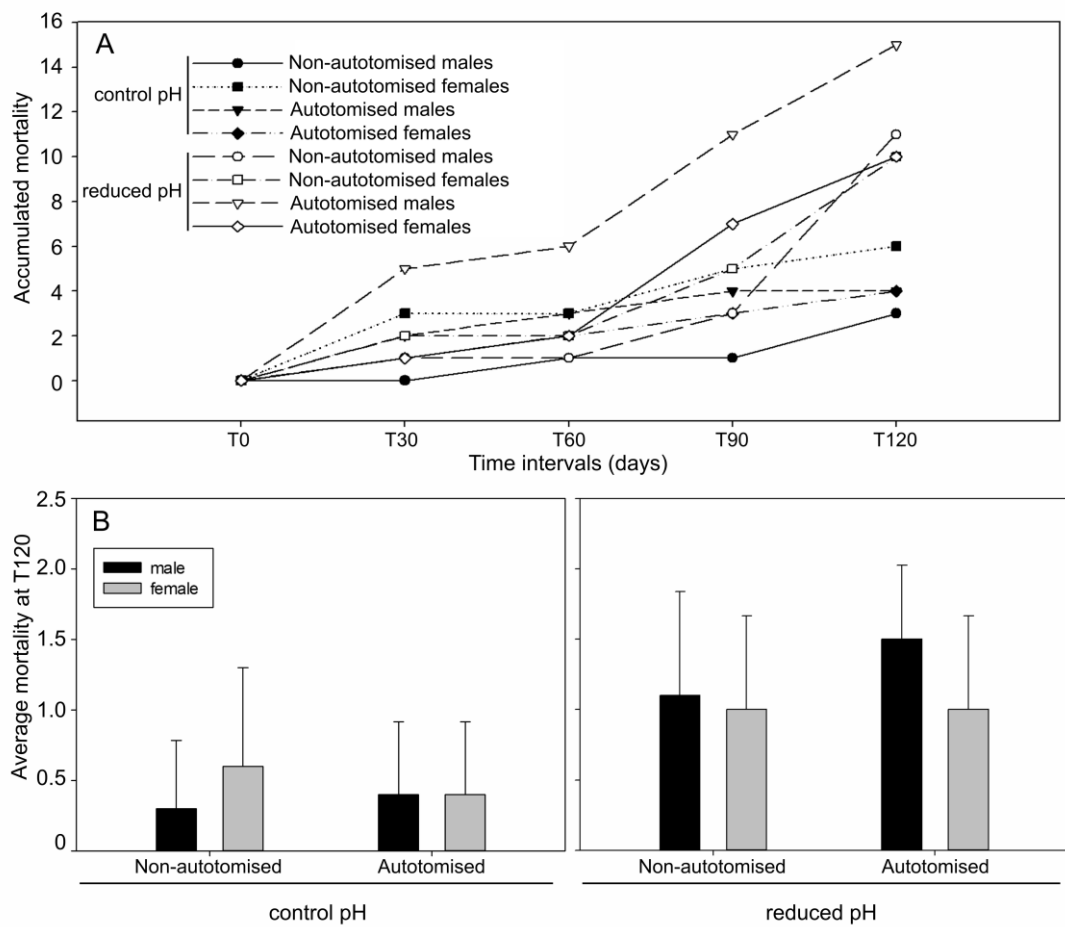 A
16
14
12
10
8
6
4
2
0
Accumulated mortality
control pH
Non-autotomised males
Non-autotomised females
Autotomised males
Autotomised females
reduced pH
Non-autotomised males
Non-autotomised females
Autotomised males
Autotomised females
T0 T30 T60 T90 T120
Time intervals (days)
B
2.5
2.0
1.5
1.0
0.5
0
Average mortality at T120
male
female
Non-autotomised Autotomised Non-autotomised Autotomised
control pH reduced pH